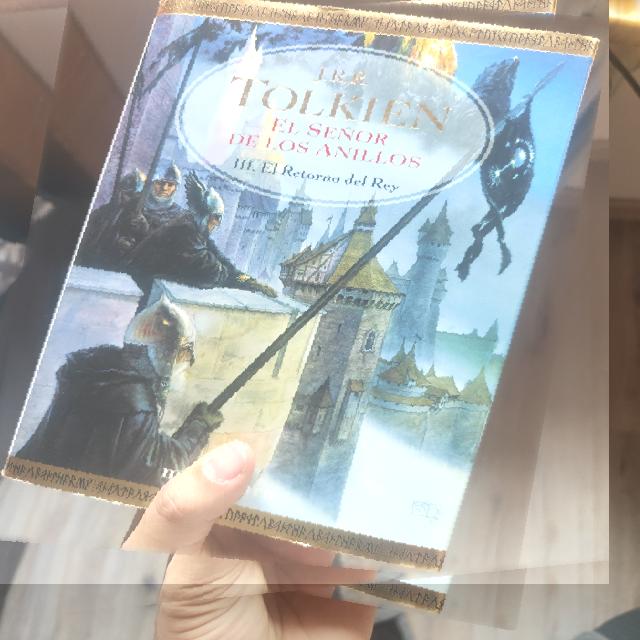 J.R.R.
TOLKIEN
EL SEÑOR
DE LOS ANILLOS
III. El Retorno del Rey